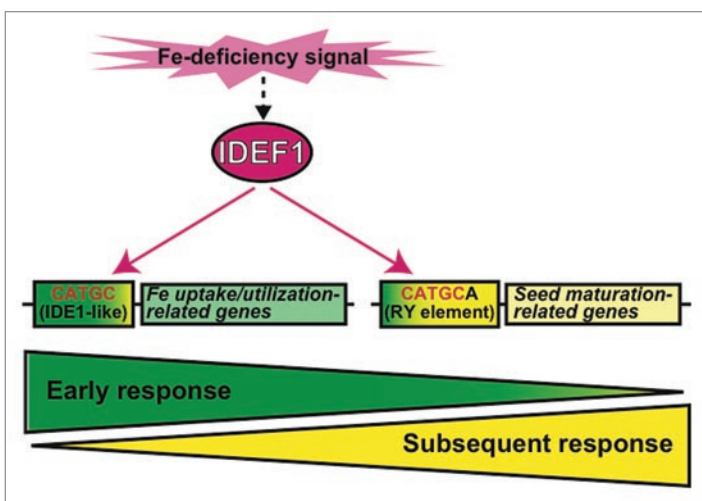 Fe-deficiency signal
IDEF1
CATGC
(IDE1-like)
Fe uptake/utilization-
related genes
CATGCA
(RY element)
Seed maturation-
related genes
Early response
Subsequent response